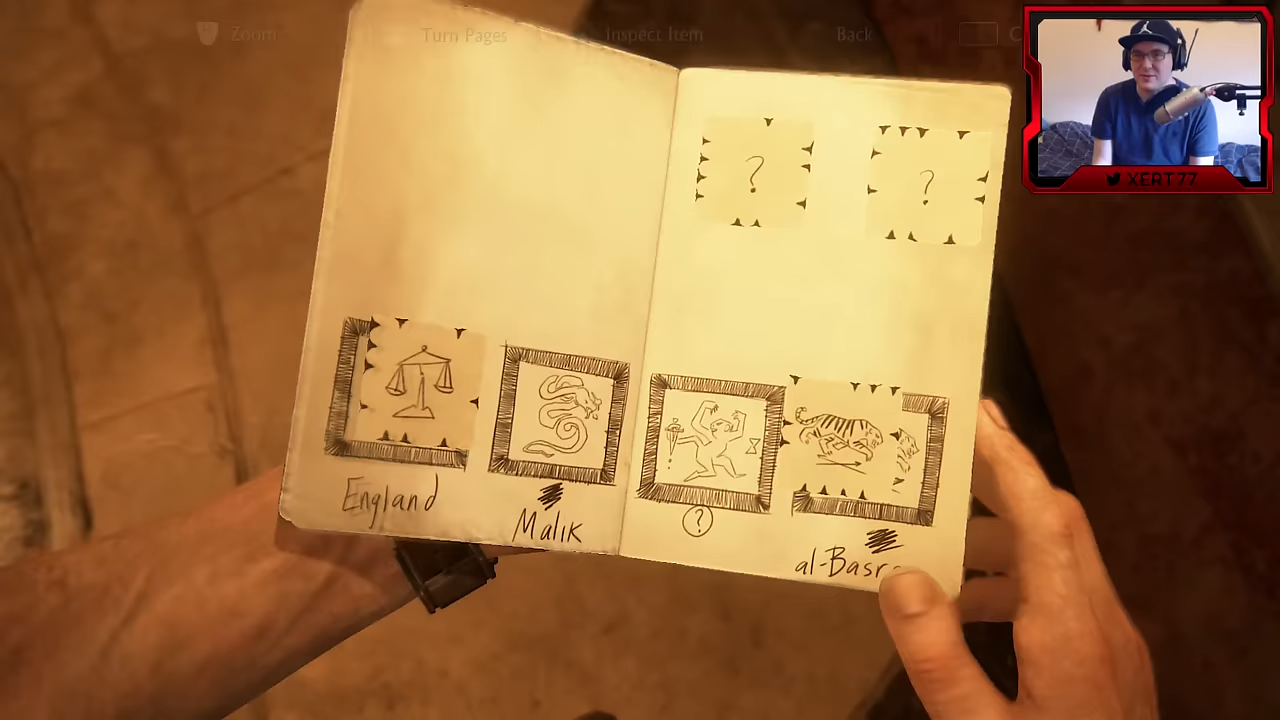 Zoom
Turn Pages
Inspect Item
Back
XERT77
?
?
England
Malik
?